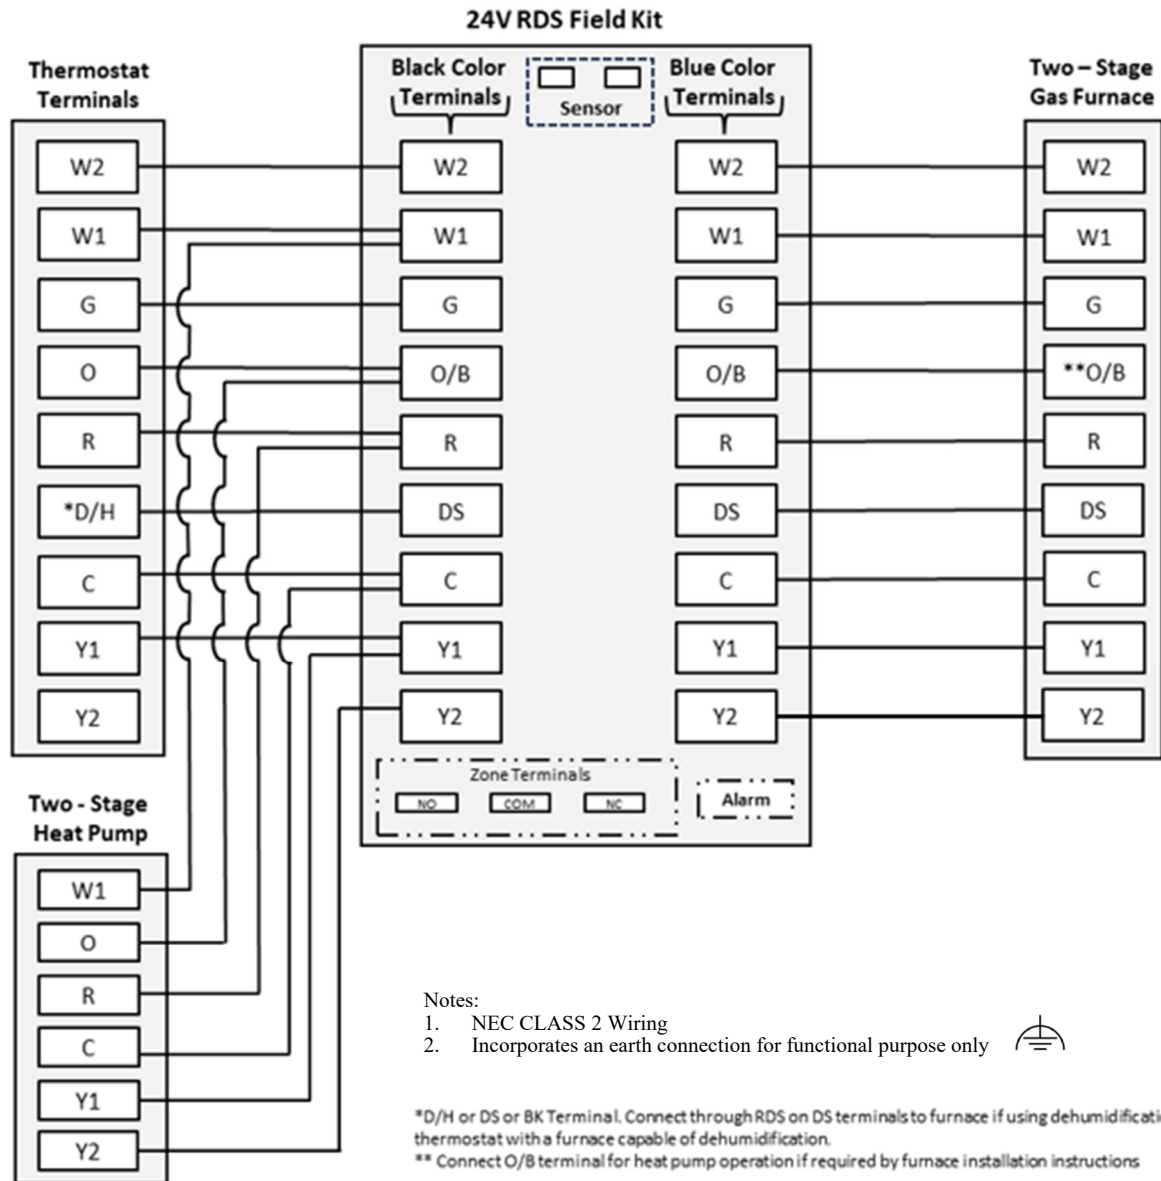 24V RDS Field Kit
Thermostat
Terminals
Black Color
Terminals
Sensor
Blue Color
Terminals
Two – Stage
Gas Furnace
W2
W2
W2
W2
W1
W1
W1
W1
G
G
G
G
O
O/B
O/B
**O/B
R
R
R
R
*D/H
DS
DS
DS
C
C
C
C
Y1
Y1
Y1
Y1
Y2
Y2
Y2
Y2
Zone Terminals
NO
COM
NC
Alarm
Two - Stage
Heat Pump
W1
O
R
C
Y1
Y2
Notes:
1. NEC CLASS 2 Wiring
2. Incorporates an earth connection for functional purpose only
*D/H or DS or BK Terminal. Connect through RDS on DS terminals to furnace if using
thermostat with a furnace capable of dehumidification.
** Connect O/B terminal for heat pump operation if required by furnace installation instructions